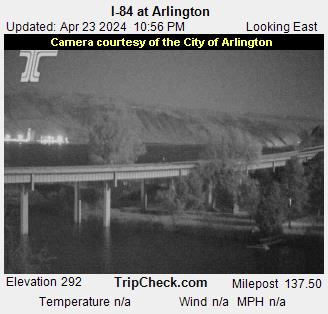 I-84 at Arlington
Updated: Apr 23 2024 10:56 PM Looking East
Camera courtesy of the City of Arlington
Elevation 292 TripCheck.com Milepost 137.50
Temperature n/a Wind n/a MPH n/a